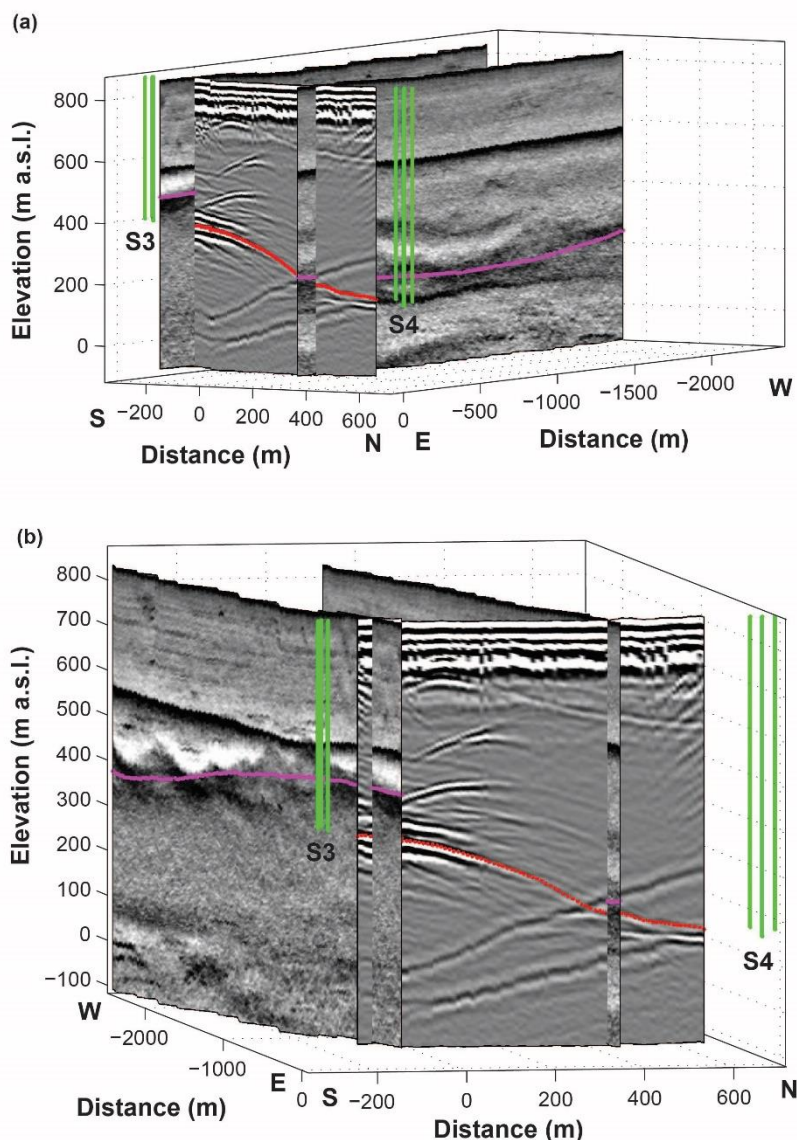 (a)
Elevation (m a.s.l.)
800
600
400
200
0
S3
S4
S −200 0 200 400 600 N E 0 −500 −1000 −1500 −2000 W
Distance (m)
Distance (m)
(b)
Elevation (m a.s.l.)
800
700
600
500
400
300
200
100
0
−100
S3
S4
W −2000 −1000 E 0 S −200 0 200 400 600 N
Distance (m)
Distance (m)